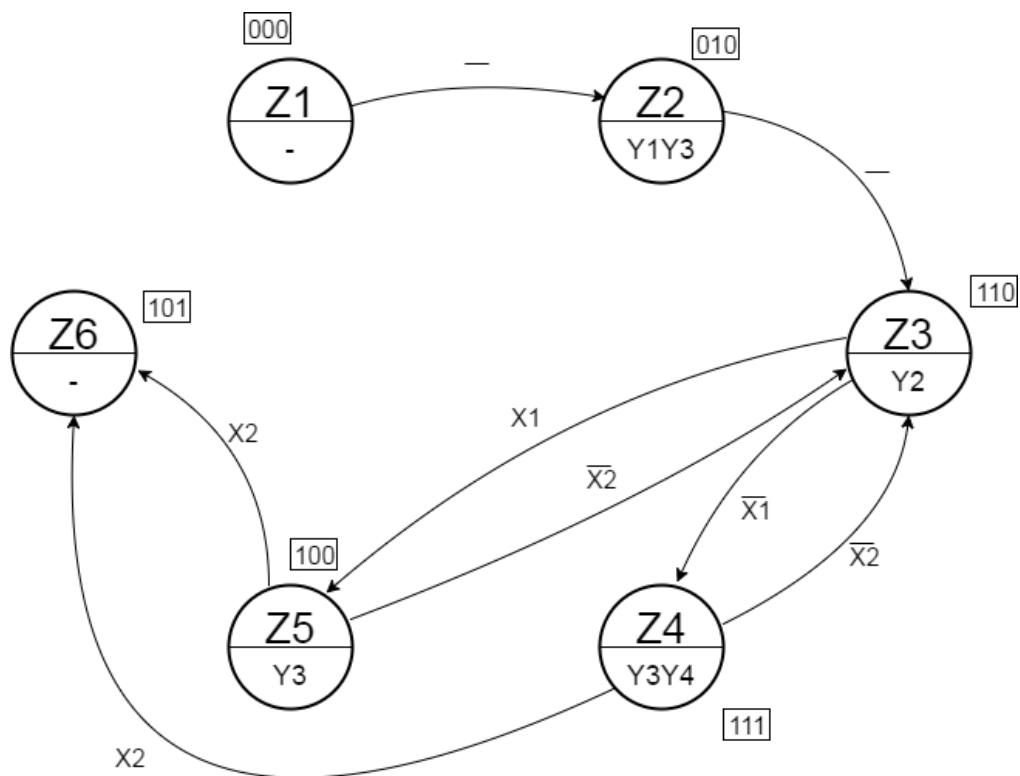 000
Z1
-
—
010
Z2
Y1Y3
—
101
Z6
-
110
Z3
Y2
X1
X2
X̅2̅
X̅1̅
X̅2̅
100
Z5
Y3
Z4
Y3Y4
111
X2